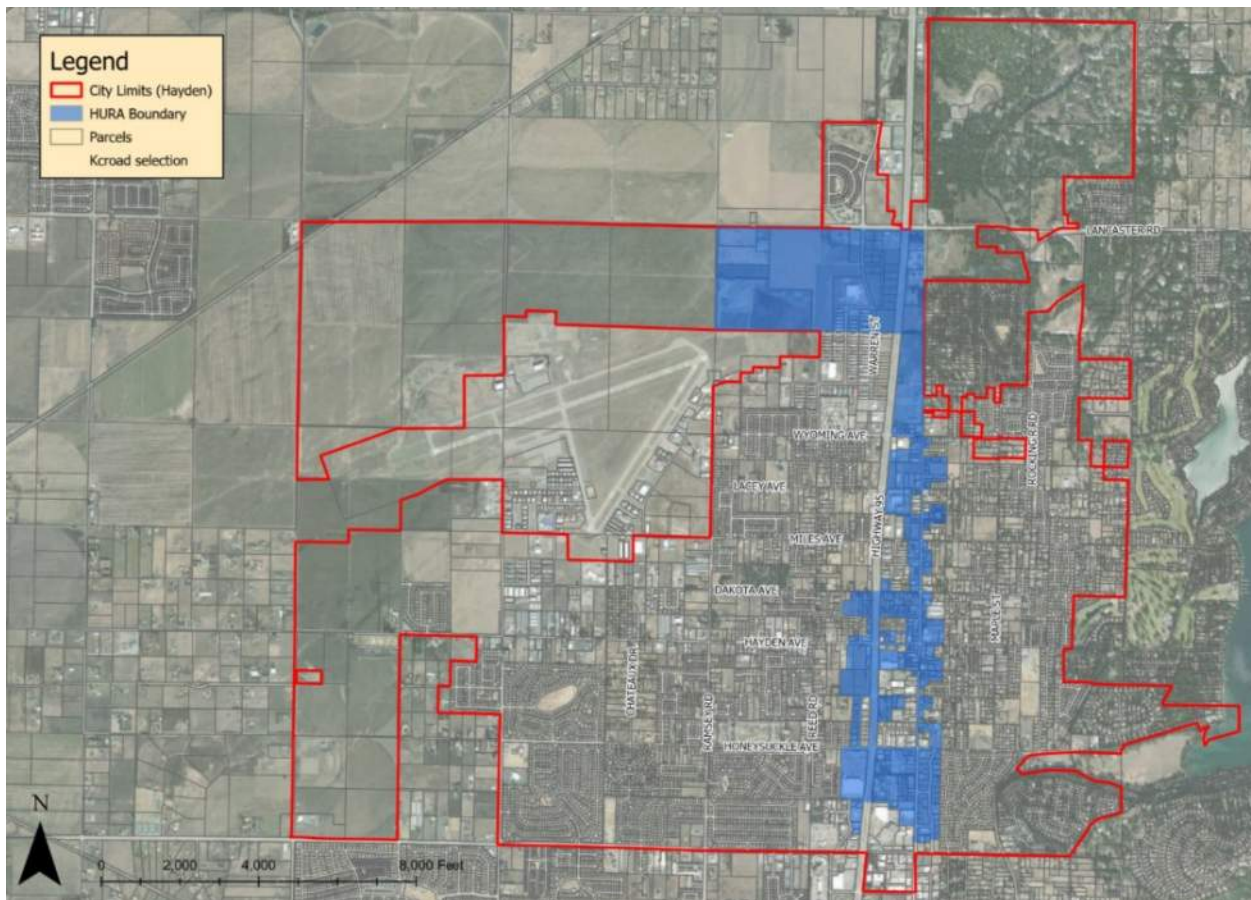 Legend
City Limits (Hayden)
HURA Boundary
Parcels
Kcroad selection
LANCASTER RD
WARREN ST
WYOMING AVE
ROCKING R RD
LACEY AVE
HIGHWAY 95
MILES AVE
DAKOTA AVE
MAPLE ST
HAYDEN AVE
CHATEAUX DR
RAMSEY RD
REED RD
HONEYSUCKLE AVE
N
0 2,000 4,000 8,000 Feet